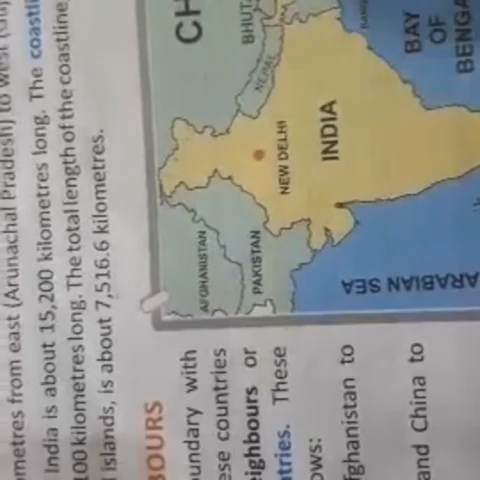 metres from east (Arunachal Pradesh) to west
India is about 15,200 kilometres long. The
100 kilometres long. The total length of the coastline
islands, is about 7,516.6 kilometres.
CH
BHUT
NEPAL
BAY
OF
BENGA
NEW DELHI
INDIA
AFGHANISTAN
PAKISTAN
ARABIAN SEA
BOURS
oundary with
ese countries
eighbours or
ntries. These
ows:
fghanistan to
and China to